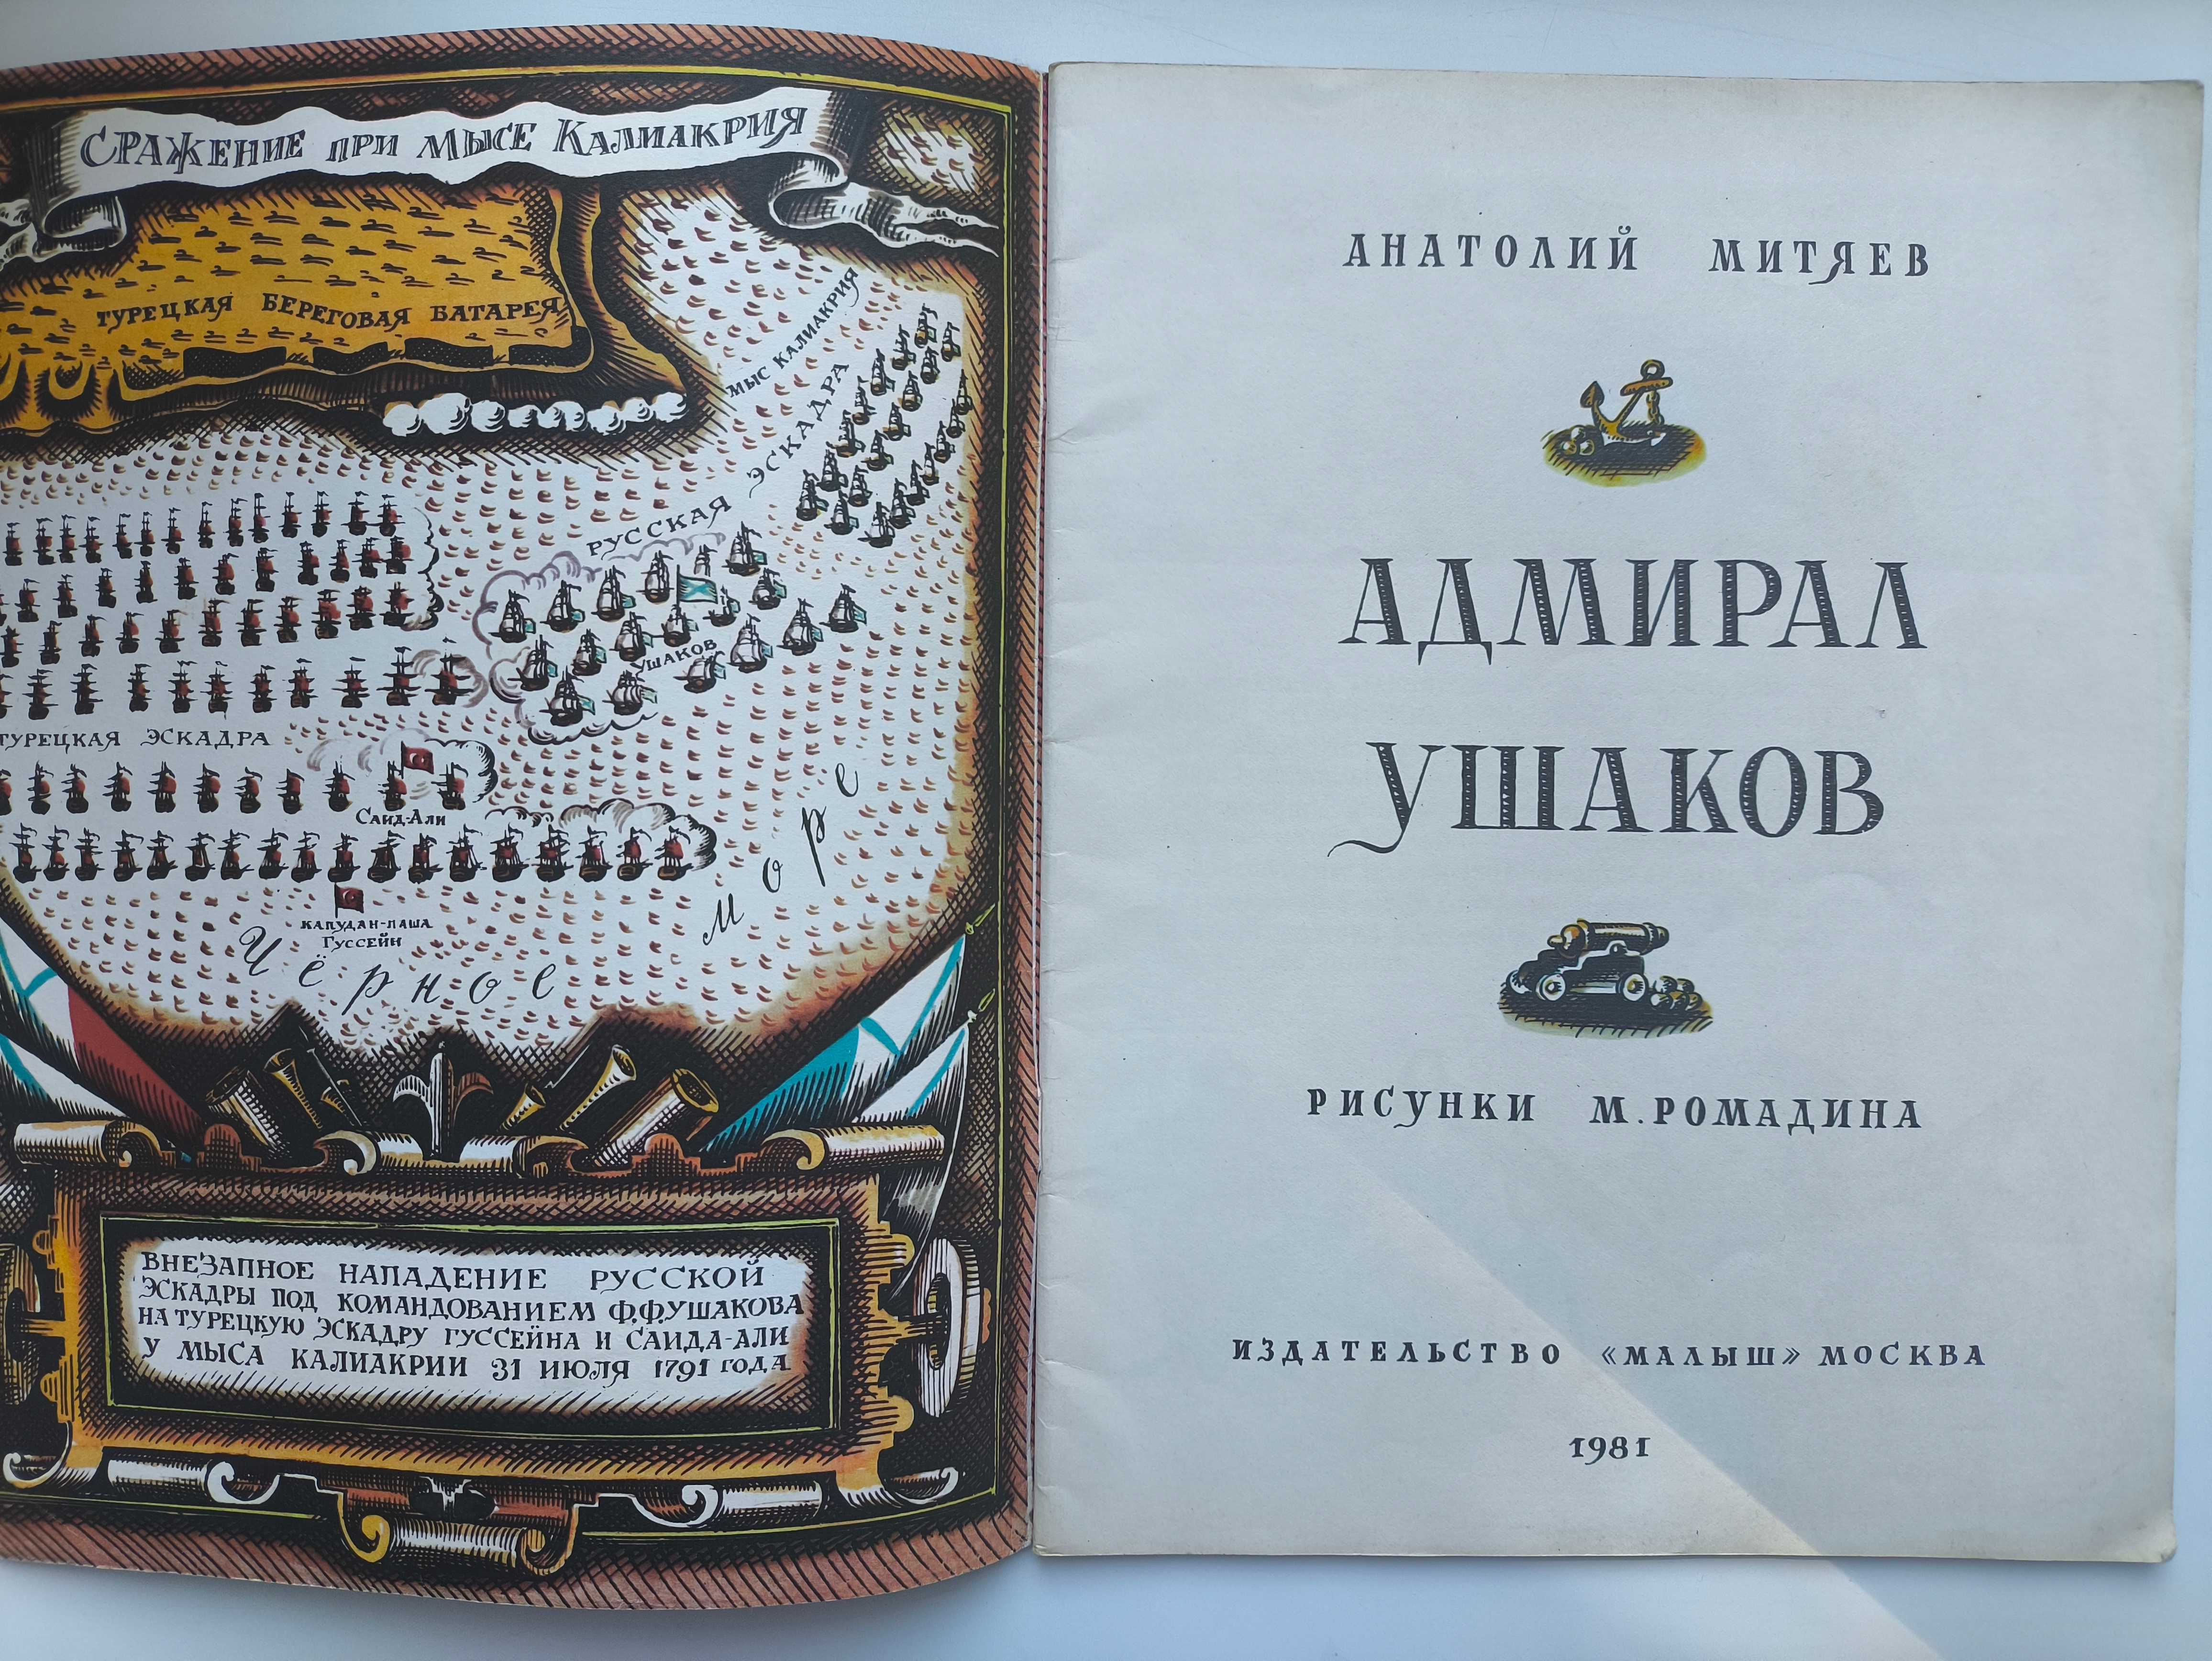 СРАЖЕНИЕ ПРИ МЫСЕ КАЛИАКРИЯ
ТУРЕЦКАЯ БЕРЕГОВАЯ БАТАРЕЯ
МЫС КАЛИАКРИЯ
РУССКАЯ ЭСКАДРА
УШАКОВ
ТУРЕЦКАЯ ЭСКАДРА
САИД-АЛИ
КАПУДАН-ПАША
ГУССЕЙН
Чёрное море
ВНЕЗАПНОЕ НАПАДЕНИЕ РУССКОЙ
ЭСКАДРЫ ПОД КОМАНДОВАНИЕМ Ф.Ф.УШАКОВА
НА ТУРЕЦКУЮ ЭСКАДРУ ГУССЕЙНА И САИДА-АЛИ
У МЫСА КАЛИАКРИИ 31 ИЮЛЯ 1791 ГОДА
АНАТОЛИЙ МИТЯЕВ
АДМИРАЛ
УШАКОВ
РИСУНКИ М.РОМАДИНА
ИЗДАТЕЛЬСТВО «МАЛЫШ» МОСКВА
1981